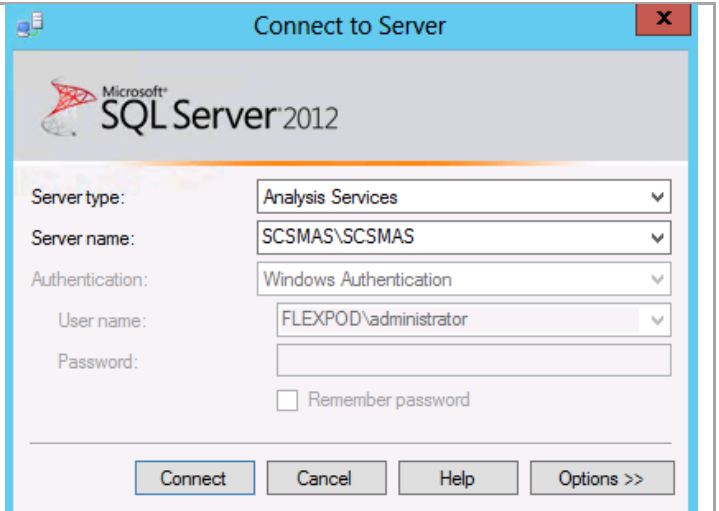 Connect to Server
x
Microsoft®
SQL Server® 2012
Server type: Analysis Services
Server name: SCSMAS\SCSMAS
Authentication: Windows Authentication
User name: FLEXPOD\administrator
Password:
Remember password
Connect Cancel Help Options >>